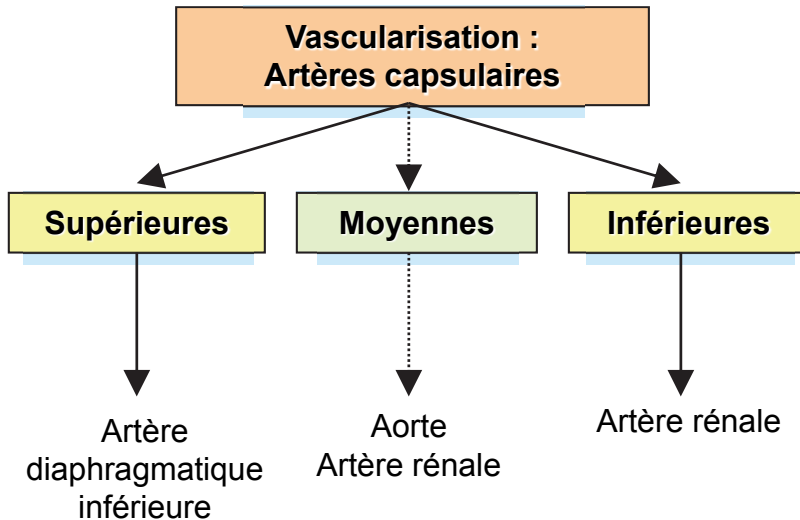 Vascularisation :
Artères capsulaires
Supérieures
Moyennes
Inférieures
Artère
diaphragmatique
inférieure
Aorte
Artère rénale
Artère rénale